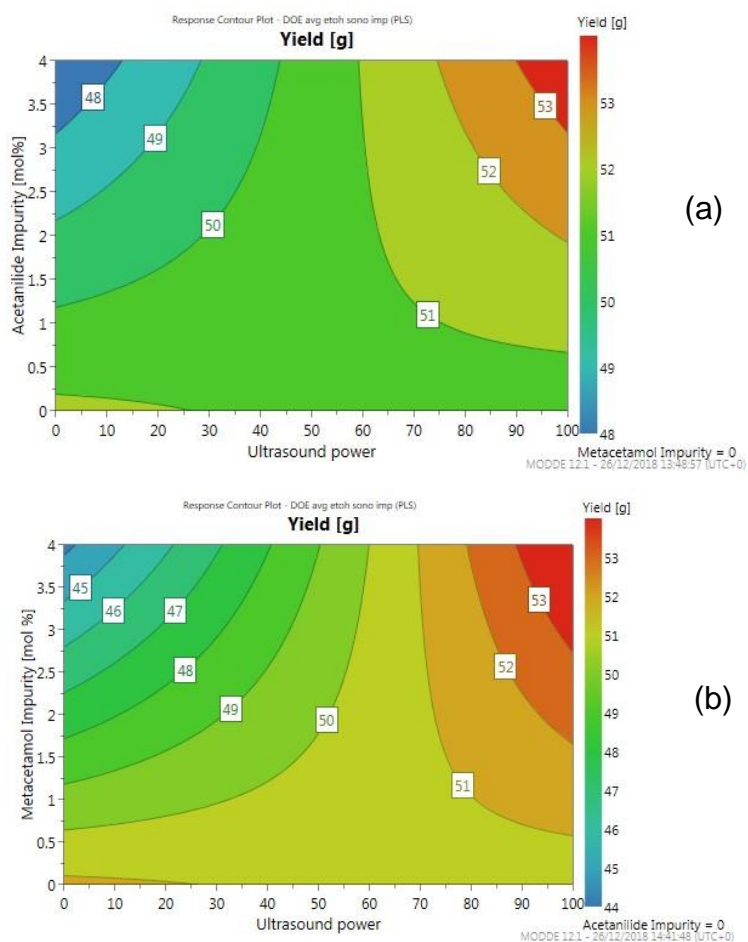 Response Contour Plot - DOE avg etoh sono imp (PLS)
Yield [g]
Yield [g]
4
3.5
3
2.5
2
1.5
1
0.5
0
Acetanilide Impurity [mol%]
48
49
50
51
52
53
0 10 20 30 40 50 60 70 80 90 100
Ultrasound power
53
52
51
50
49
48
Metacetamol Impurity = 0
MODDE 12.1 - 26/12/2018 13:48:57 (UTC+0)
(a)
Response Contour Plot - DOE avg etoh sono imp (PLS)
Yield [g]
Yield [g]
4
3.5
3
2.5
2
1.5
1
0.5
0
Metacetamol Impurity [mol %]
45
46
47
48
49
50
51
52
53
0 10 20 30 40 50 60 70 80 90 100
Ultrasound power
53
52
51
50
49
48
47
46
45
44
Acetanilide Impurity = 0
MODDE 12.1 - 26/12/2018 14:41:48 (UTC+0)
(b)